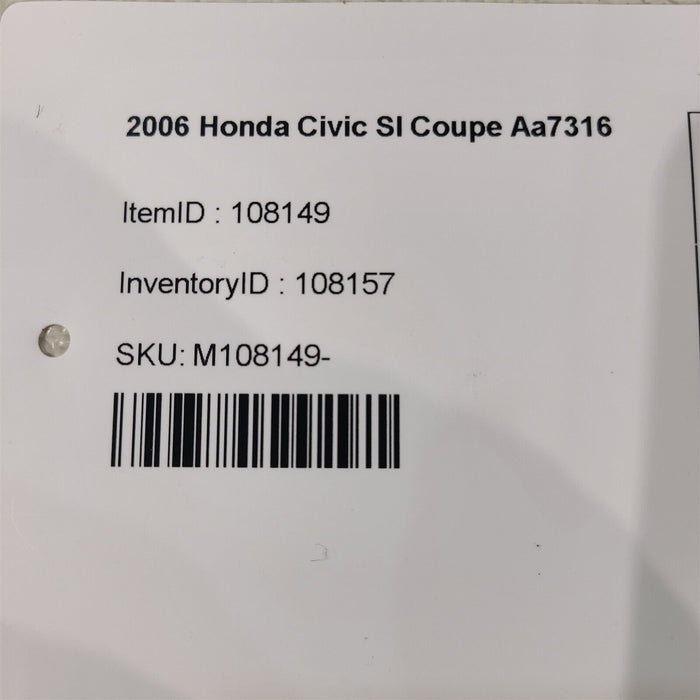 2006 Honda Civic SI Coupe Aa7316
ItemID : 108149
InventoryID : 108157
SKU: M108149-